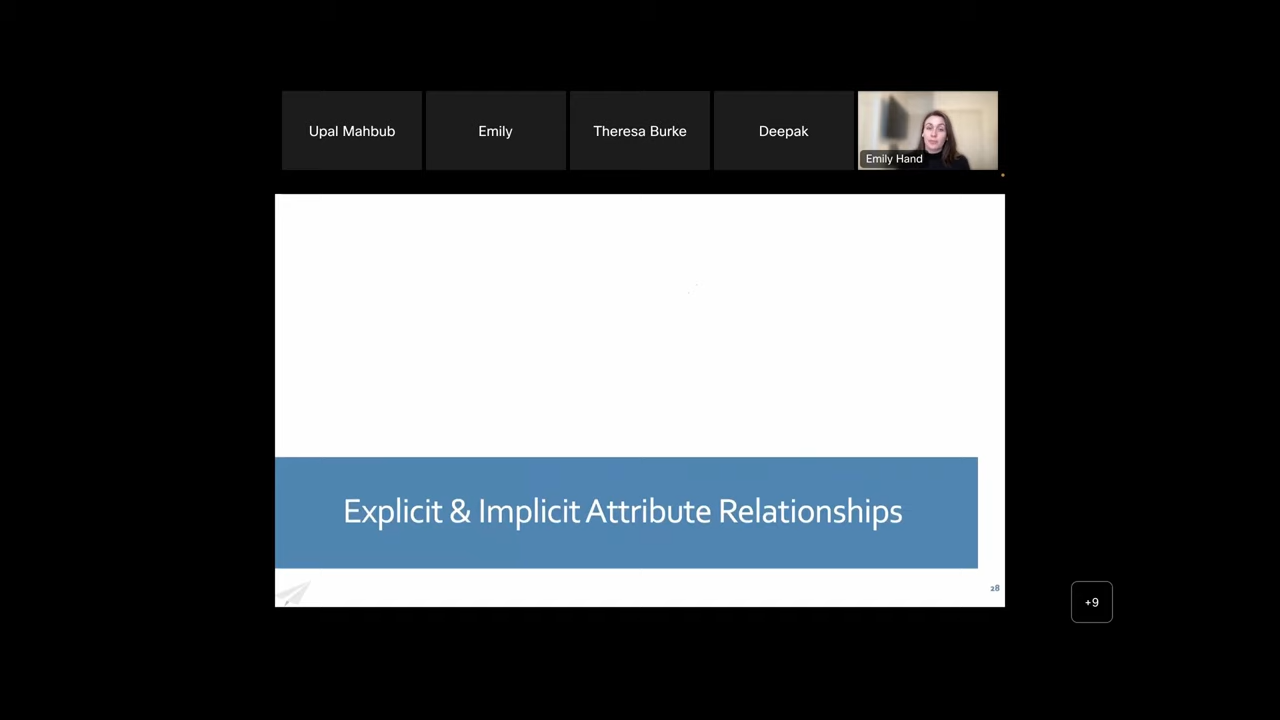 Upal Mahbub
Emily
Theresa Burke
Deepak
Emily Hand
Explicit & Implicit Attribute Relationships
28
+9